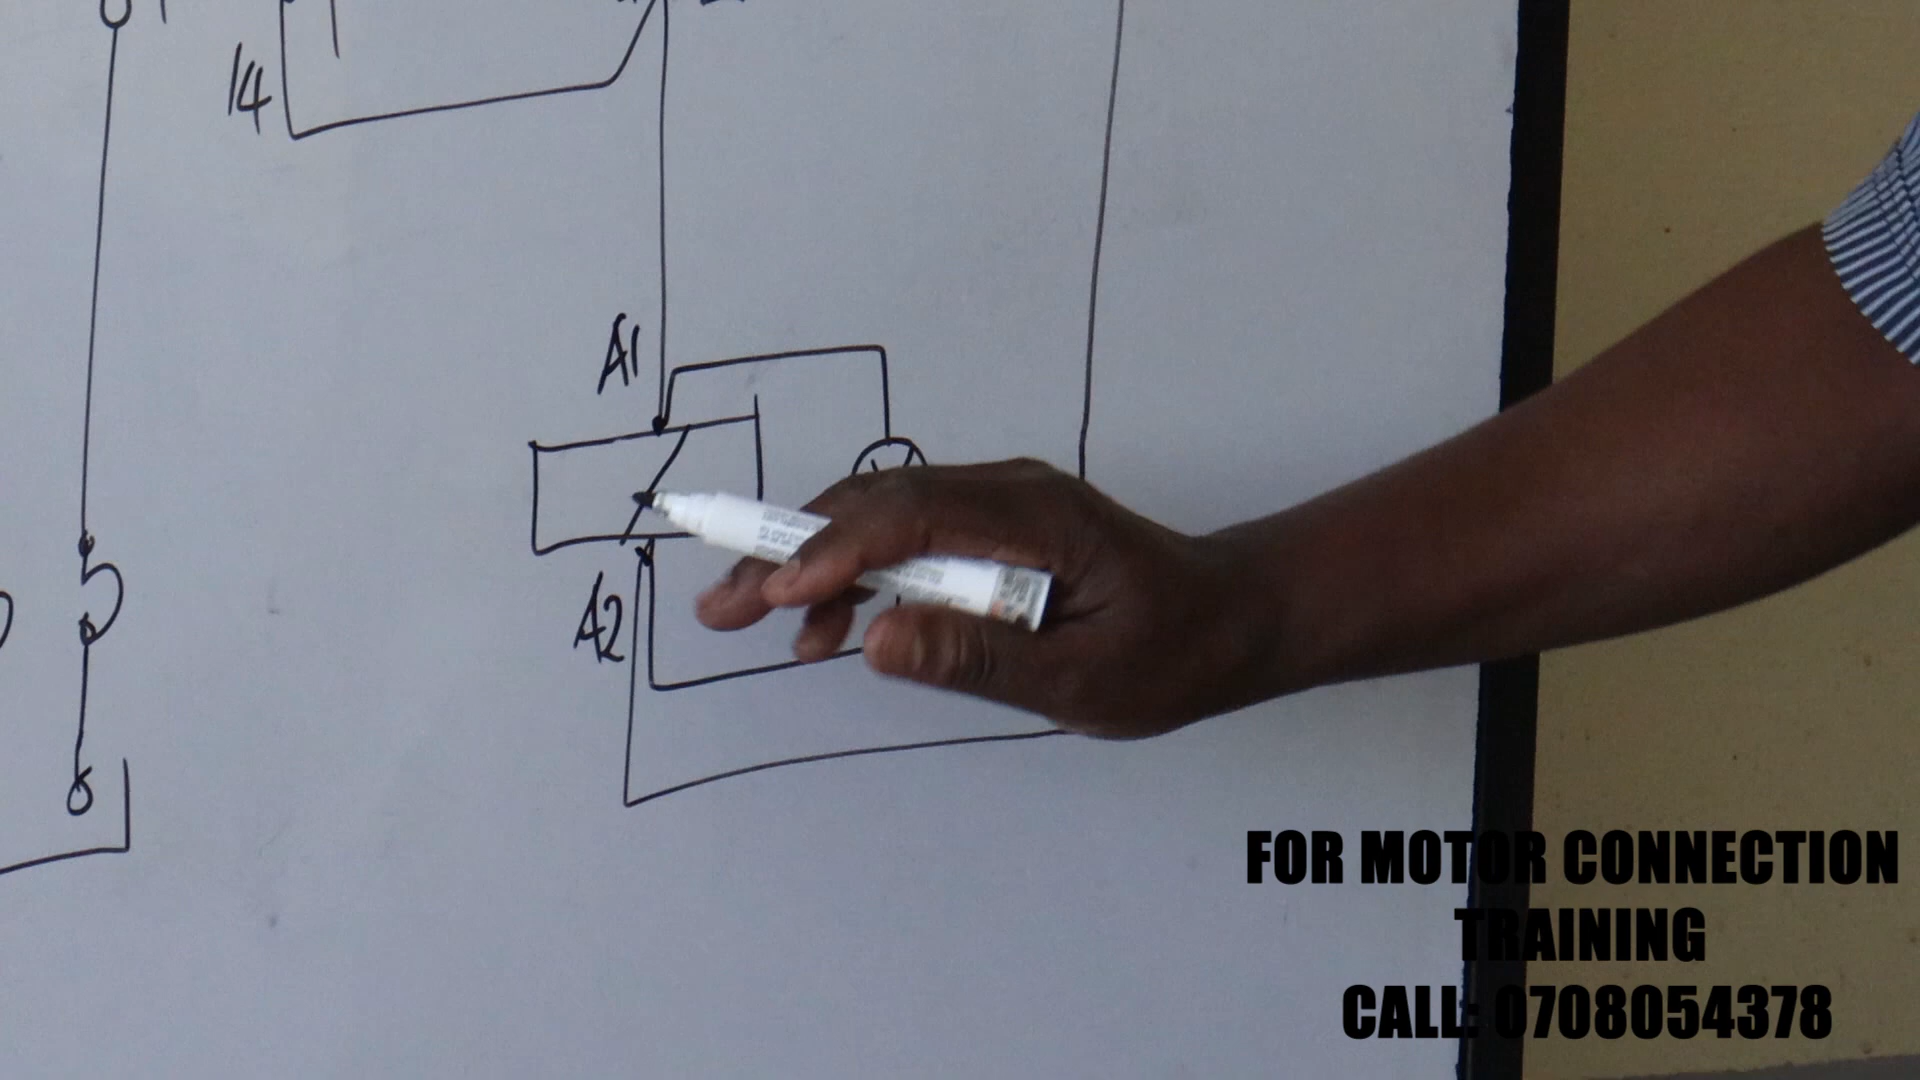 14
A1
A2
FOR MOTOR CONNECTION
TRAINING
CALL: 0708054378